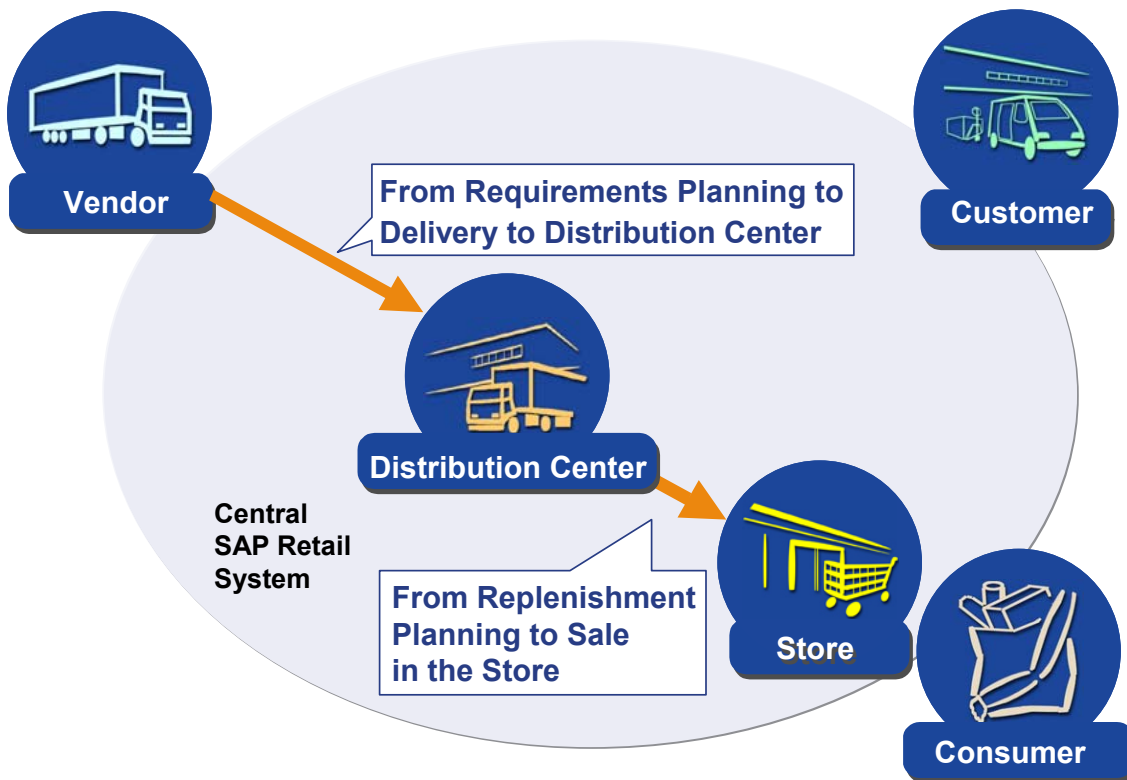 Vendor
Customer
From Requirements Planning to
Delivery to Distribution Center
Distribution Center
Central
SAP Retail
System
From Replenishment
Planning to Sale
in the Store
Store
Consumer